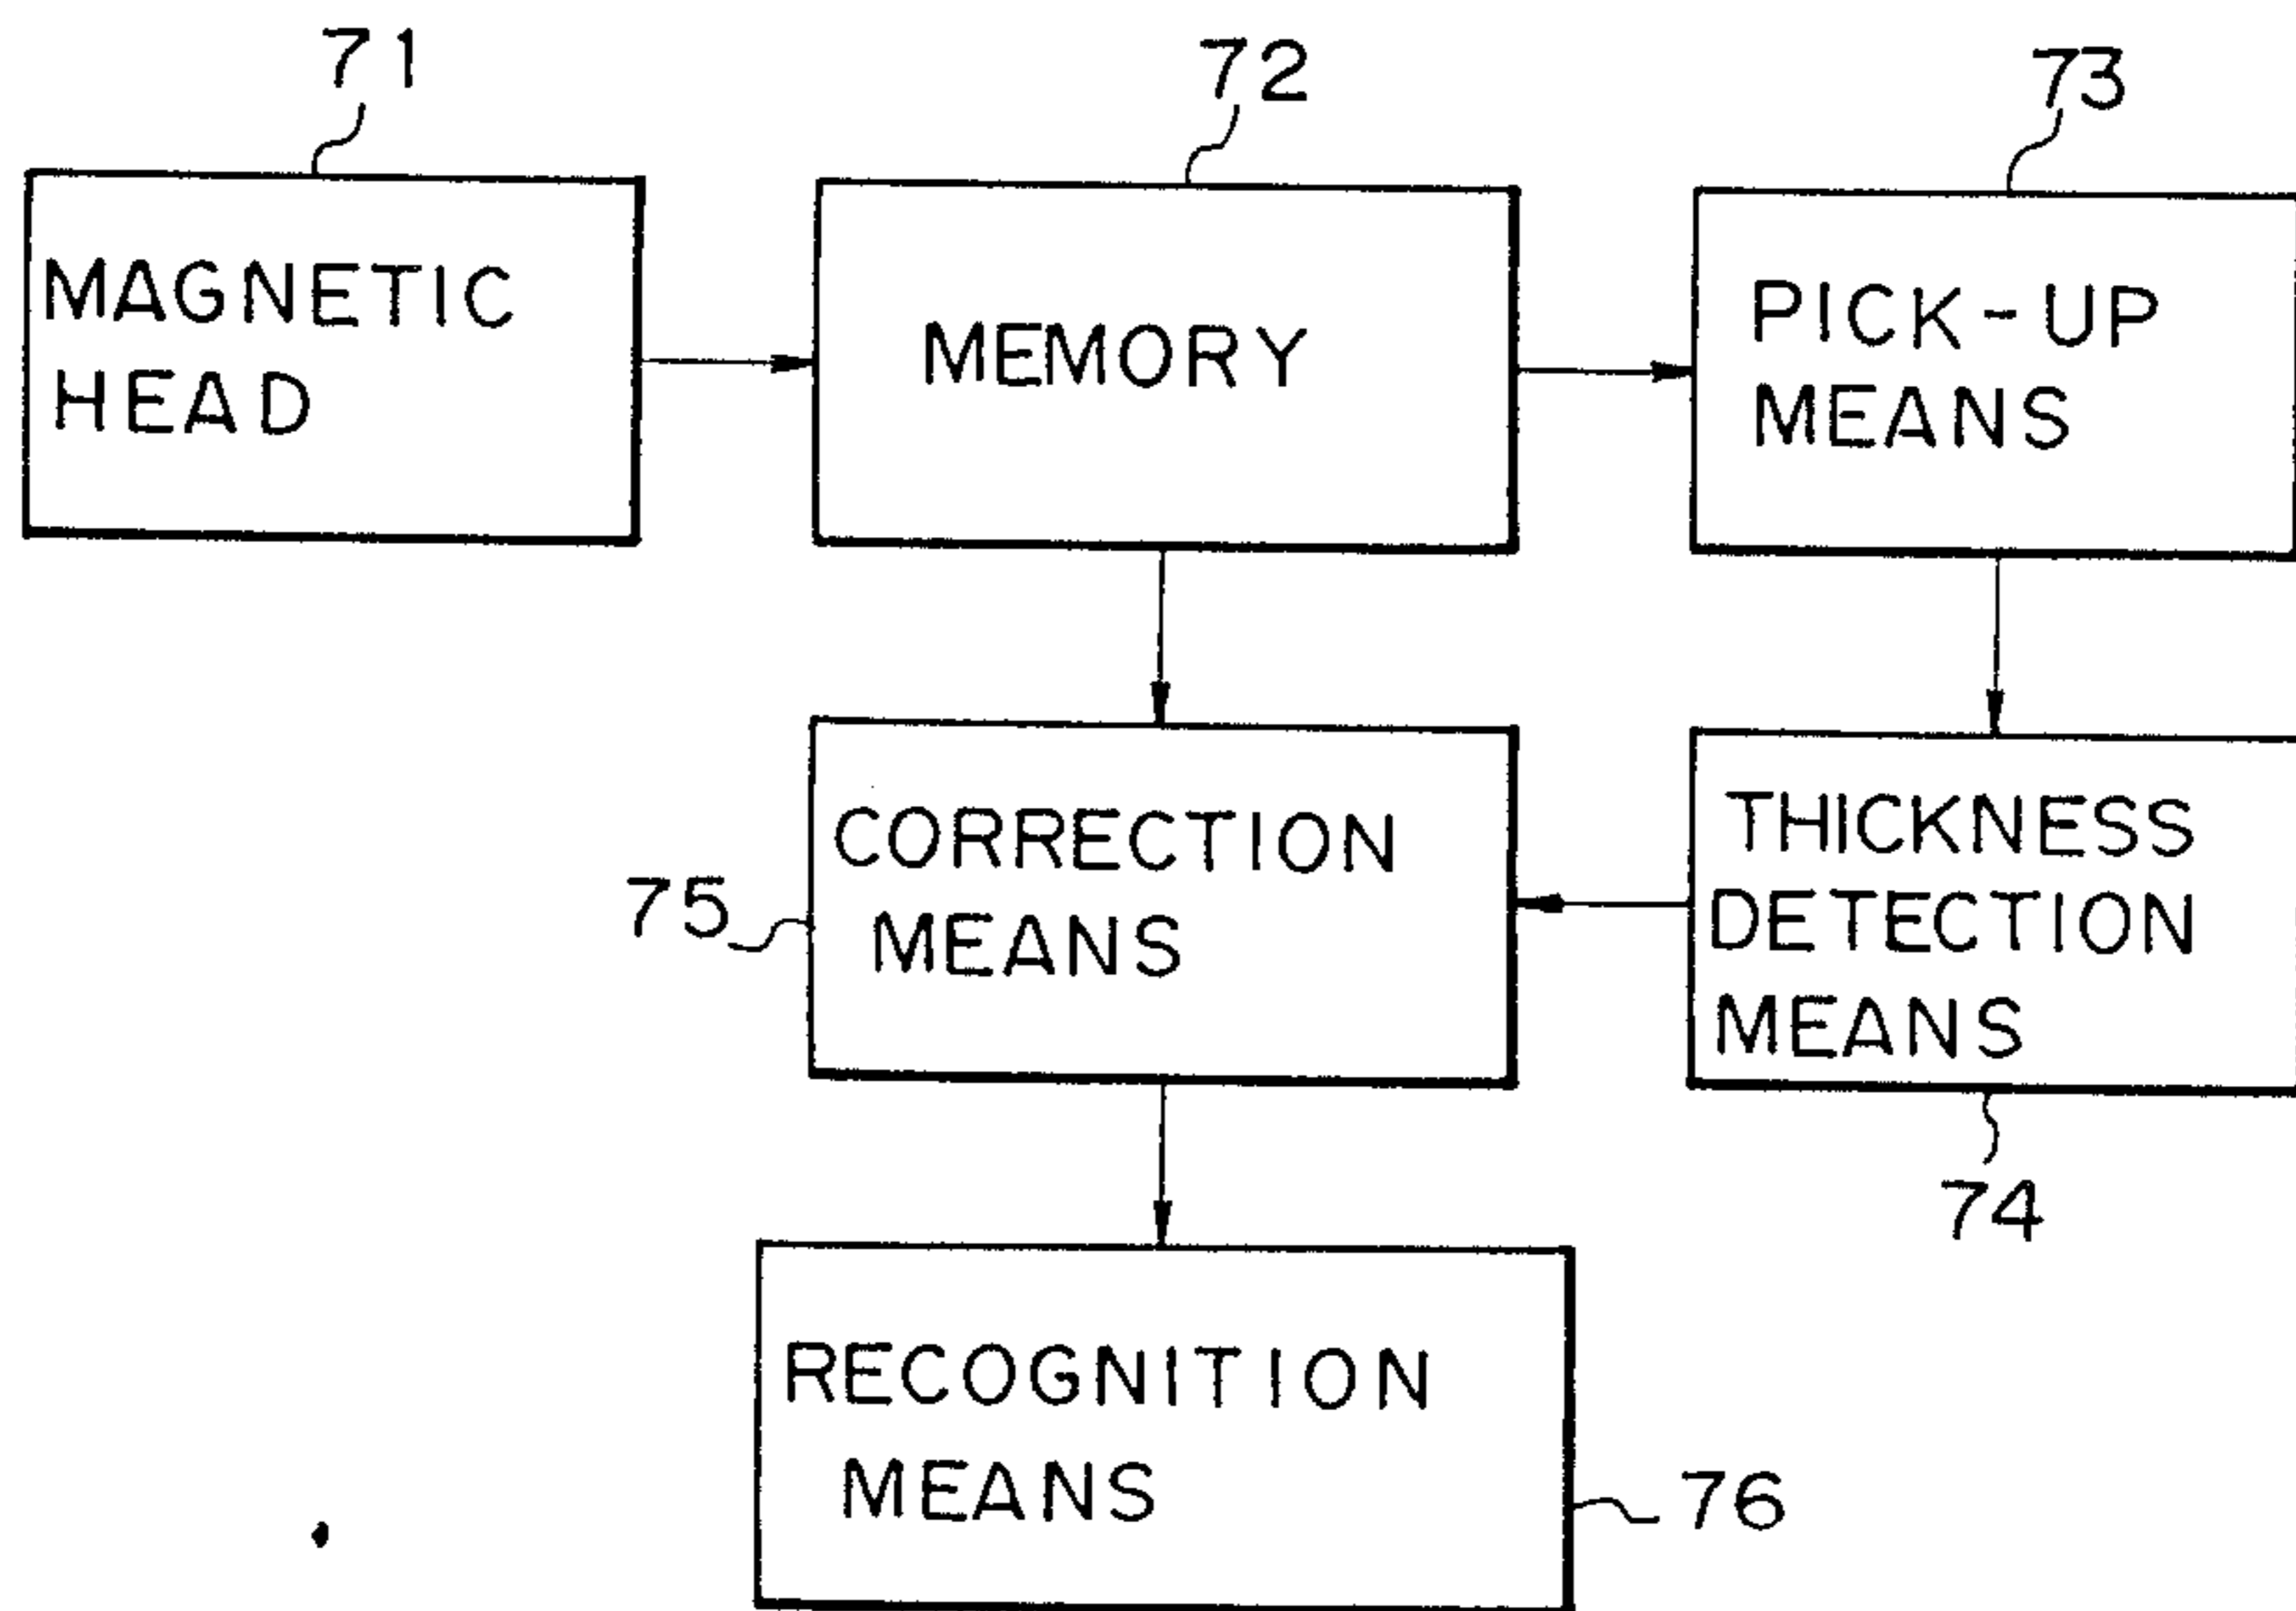 71
72
73
MAGNETIC
HEAD
MEMORY
PICK-UP
MEANS
75
CORRECTION
MEANS
THICKNESS
DETECTION
MEANS
74
RECOGNITION
MEANS
76